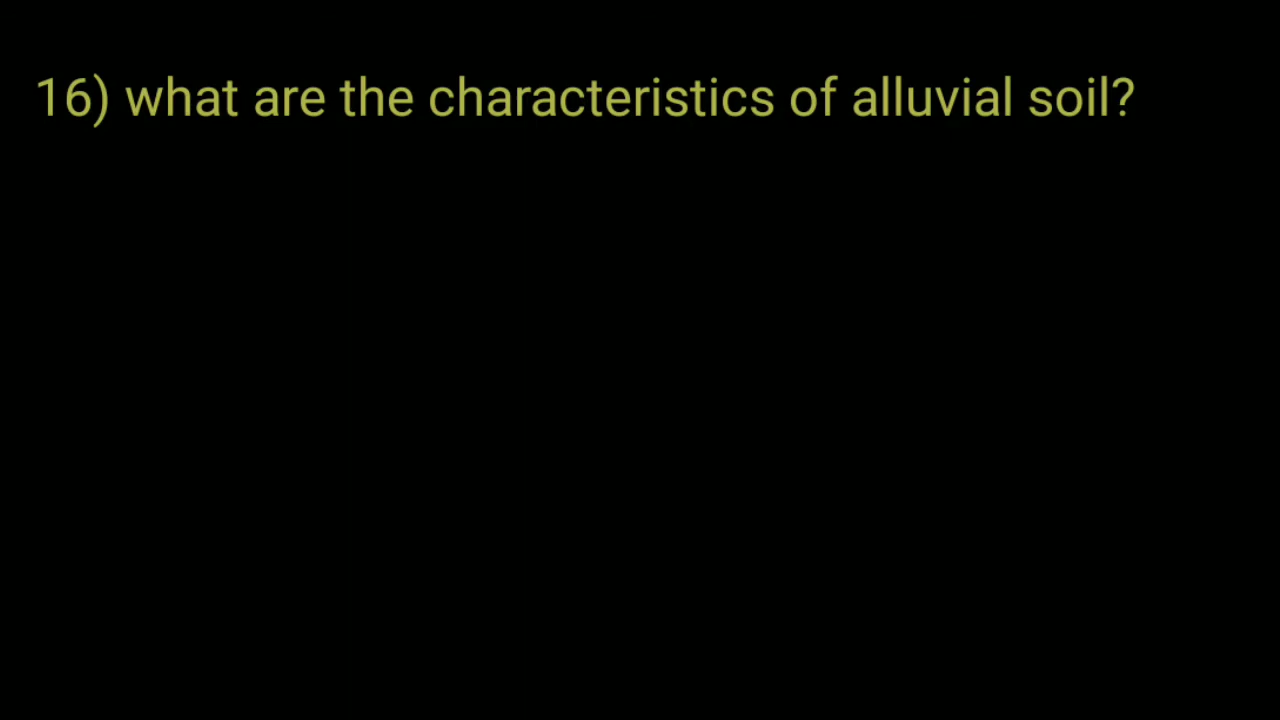 16) what are the characteristics of alluvial soil?